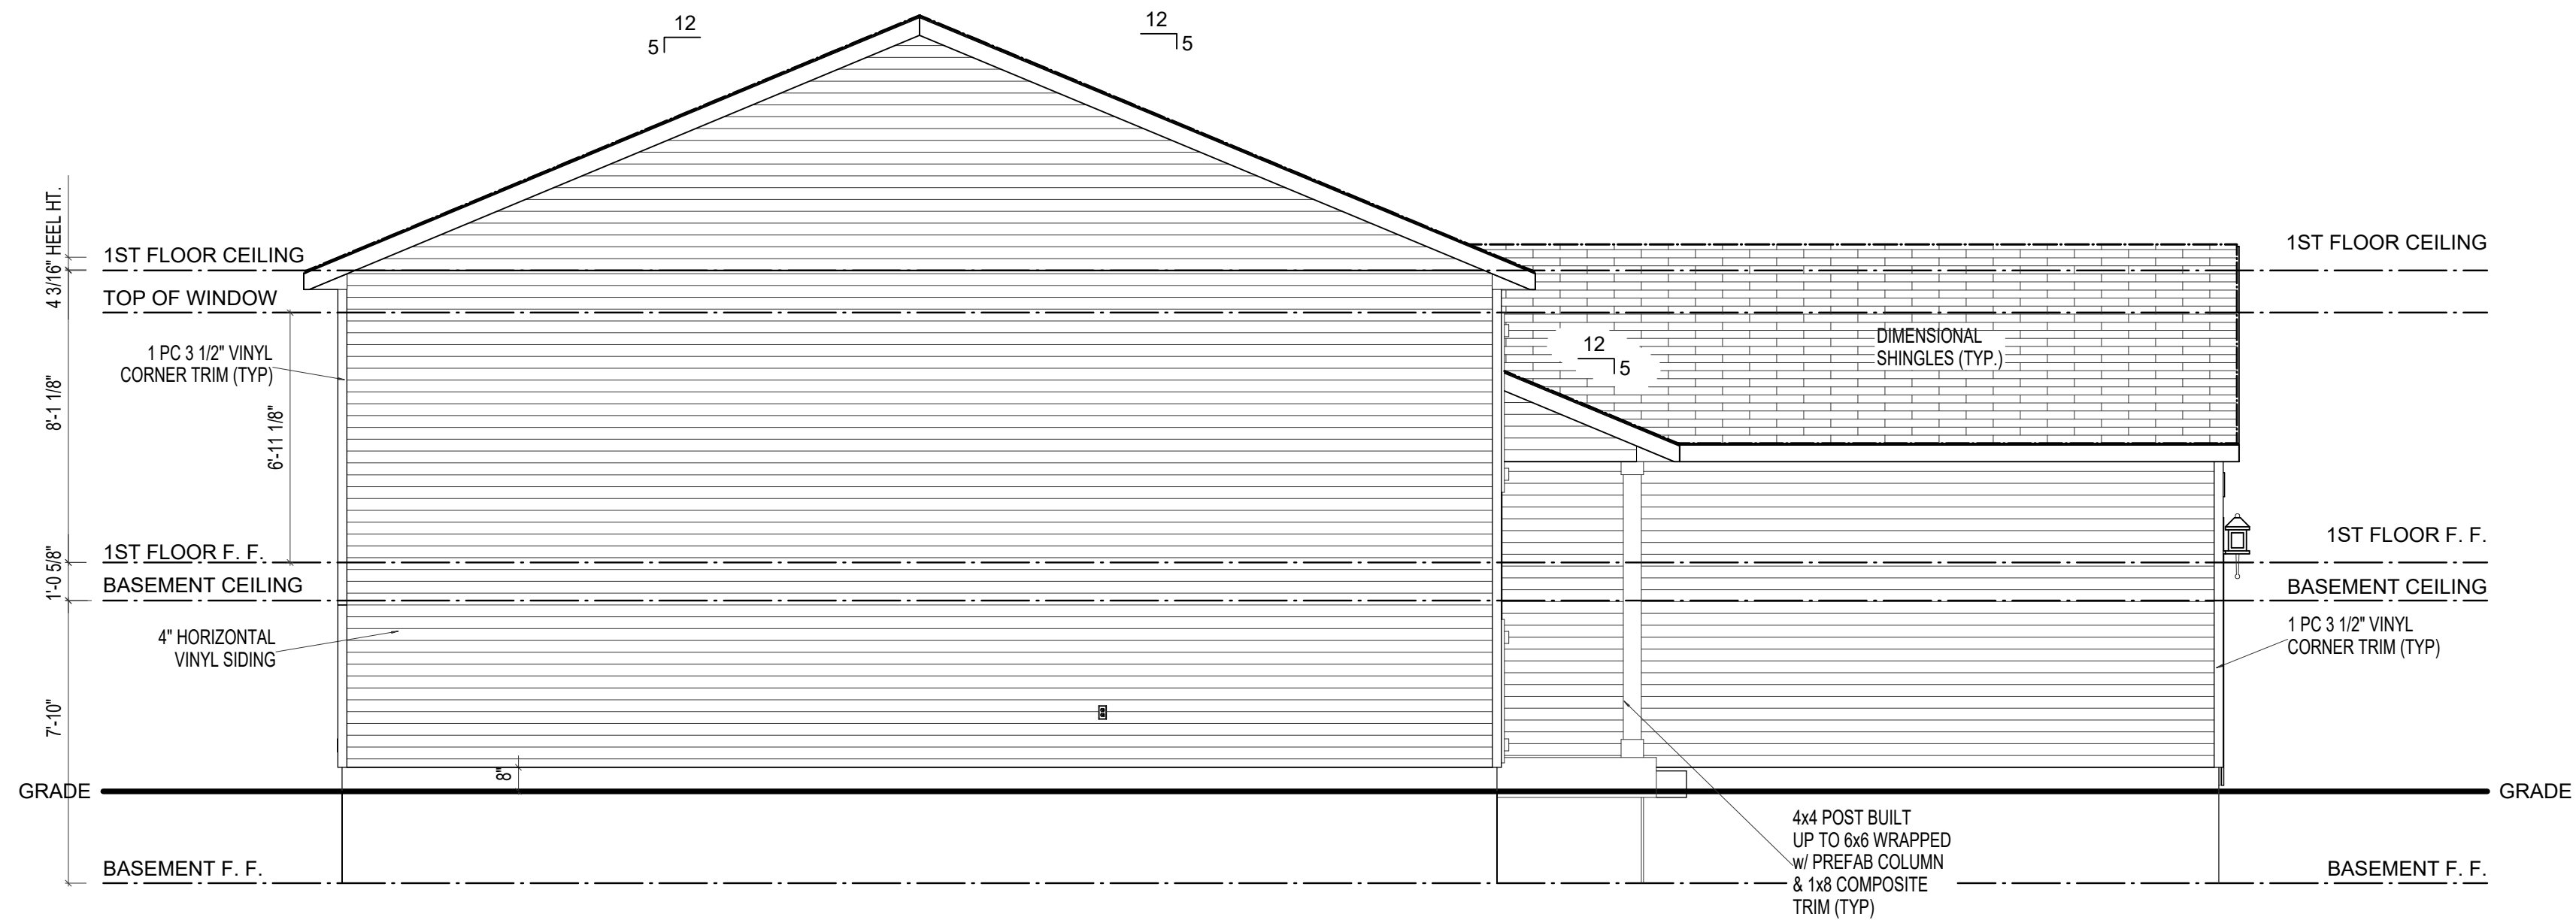 12
5
12
5
4 3/16" HEEL HT.
1ST FLOOR CEILING
1ST FLOOR CEILING
TOP OF WINDOW
1 PC 3 1/2" VINYL
CORNER TRIM (TYP)
8'-1 1/8"
6'-11 1/8"
12
5
DIMENSIONAL
SHINGLES (TYP.)
1ST FLOOR F. F.
1ST FLOOR F. F.
1'-0 5/8"
BASEMENT CEILING
BASEMENT CEILING
4" HORIZONTAL
VINYL SIDING
1 PC 3 1/2" VINYL
CORNER TRIM (TYP)
7'-10"
8"
GRADE
GRADE
4x4 POST BUILT
UP TO 6x6 WRAPPED
w/ PREFAB COLUMN
& 1x8 COMPOSITE
TRIM (TYP)
BASEMENT F. F.
BASEMENT F. F.